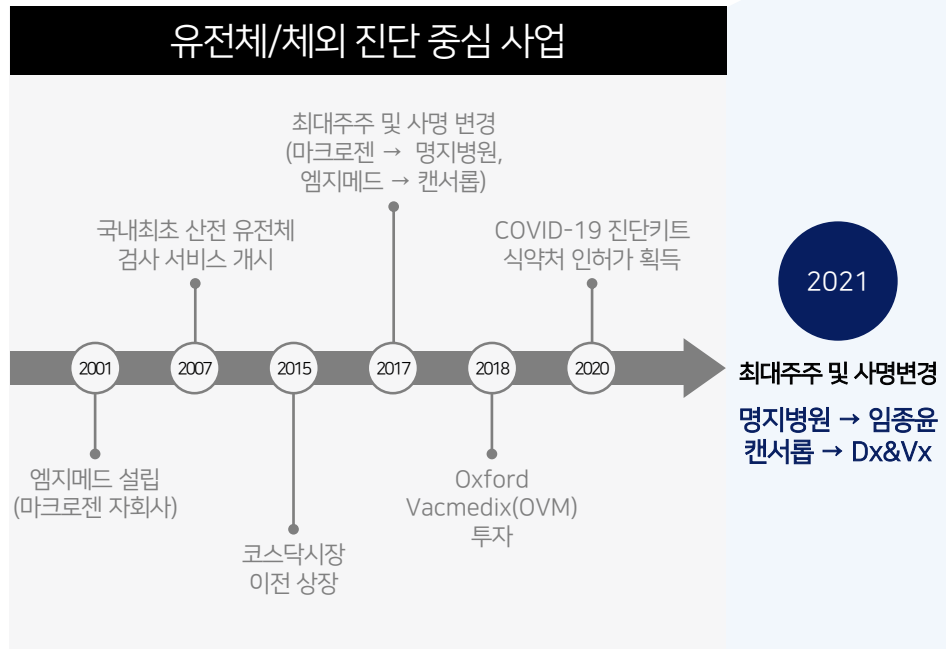 유전체/체외 진단 중심 사업
최대주주 및 사명 변경
(마크로젠 → 명지병원,
엠지메드 → 캔서롭)
국내최초 산전 유전체
검사 서비스 개시
COVID-19 진단키트
식약처 인허가 획득
2001
2007
2015
2017
2018
2020
엠지메드 설립
(마크로젠 자회사)
코스닥시장
이전 상장
Oxford
Vacmedix(OVM)
투자
2021
최대주주 및 사명변경
명지병원 → 임종윤
캔서롭 → Dx&Vx